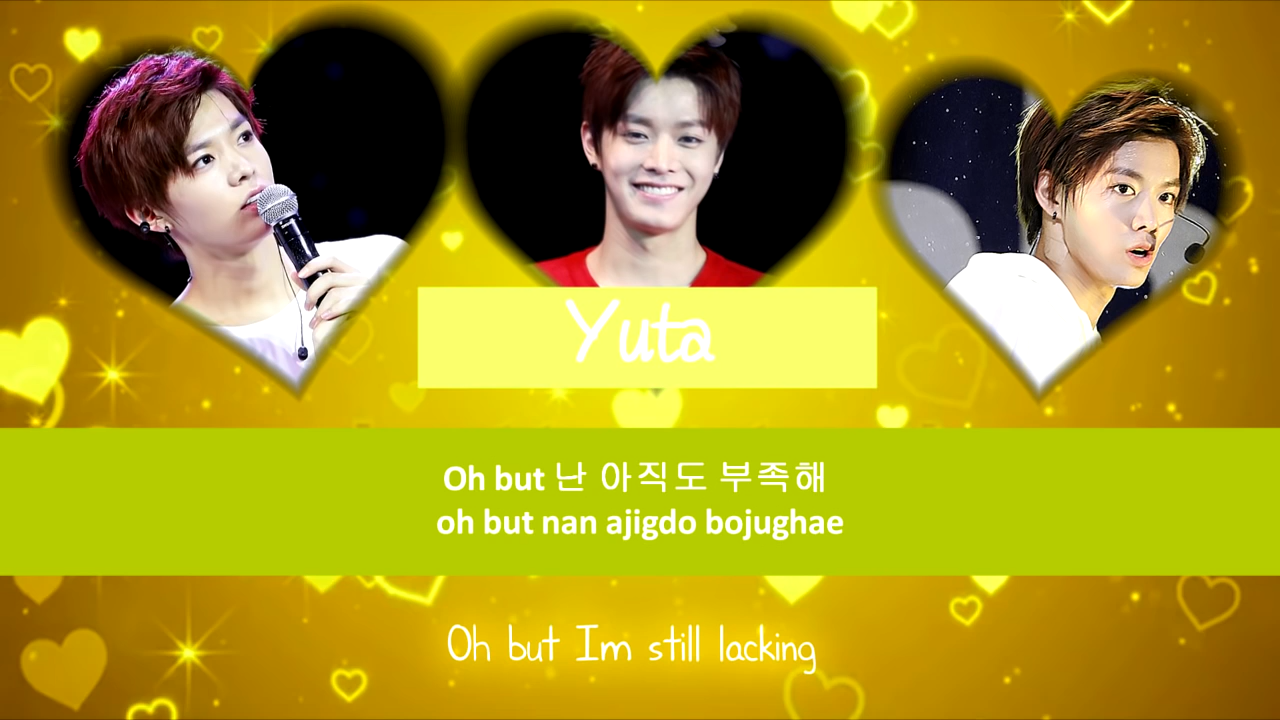 Yuta
Oh but 난 아직도 부족해
oh but nan ajigdo bojughae
Oh but Im still lacking